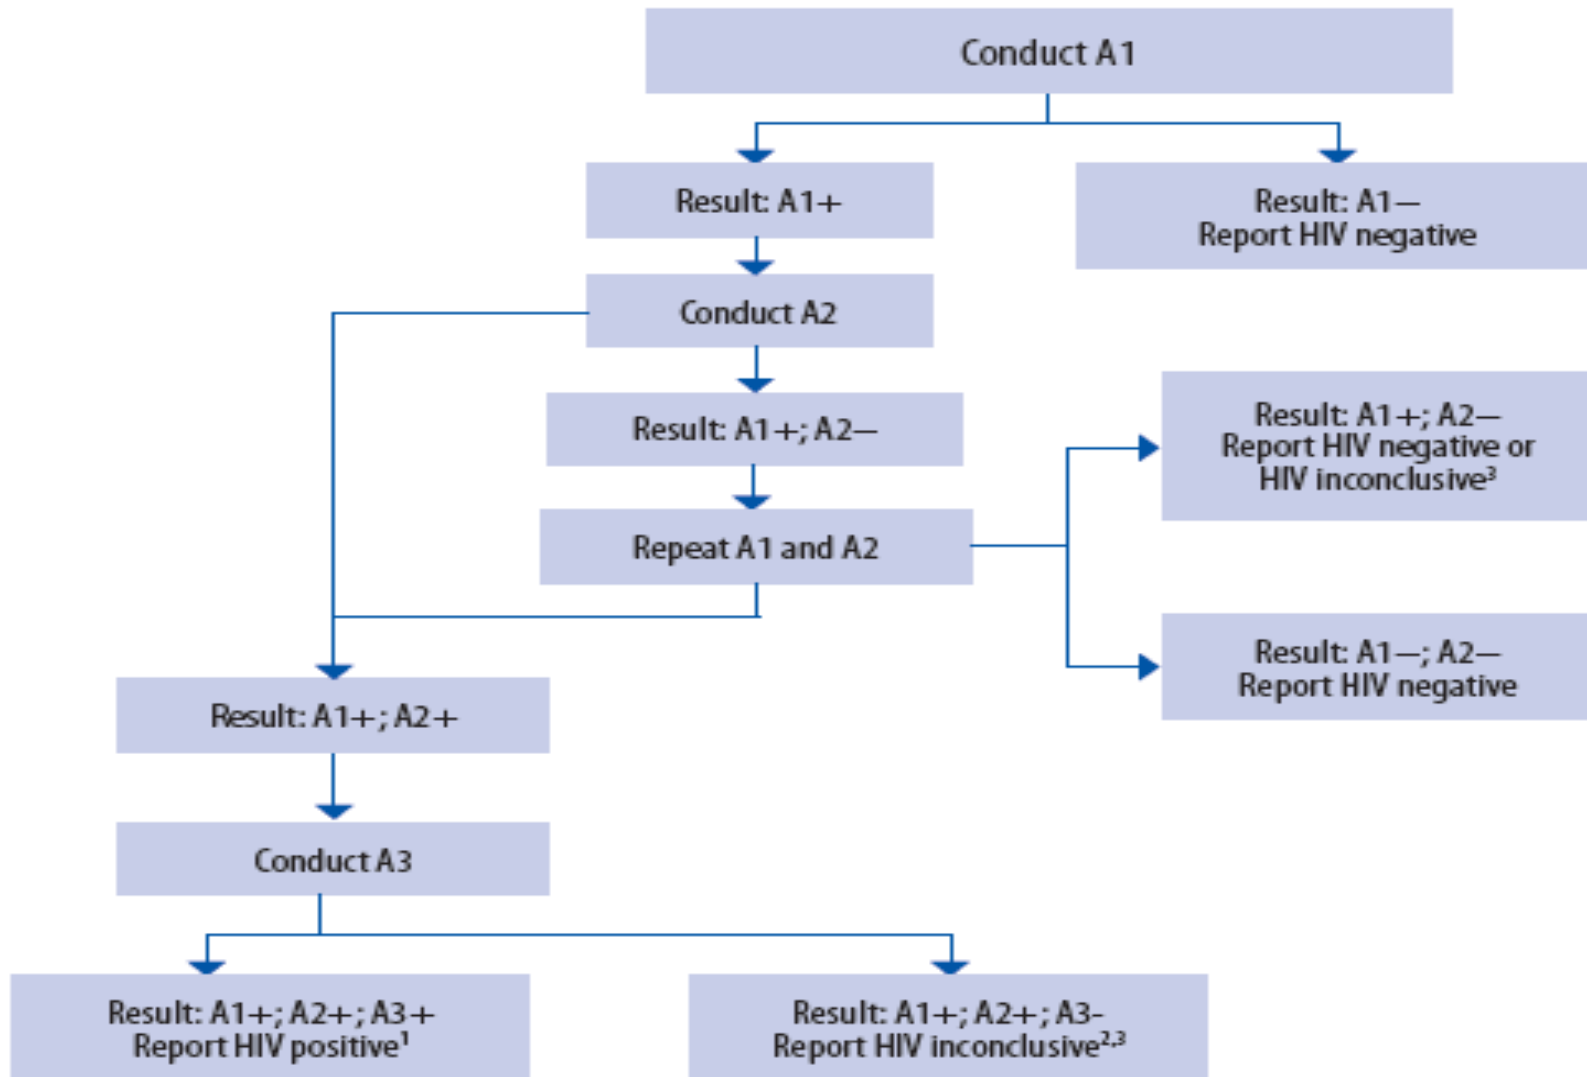 Conduct A1
Result: A1+
Result: A1—
Report HIV negative
Conduct A2
Result: A1+; A2—
Result: A1+; A2—
Report HIV negative or
HIV inconclusive³
Repeat A1 and A2
Result: A1—; A2—
Report HIV negative
Result: A1+; A2+
Conduct A3
Result: A1+; A2+; A3+
Report HIV positive¹
Result: A1+; A2+; A3-
Report HIV inconclusive²,³